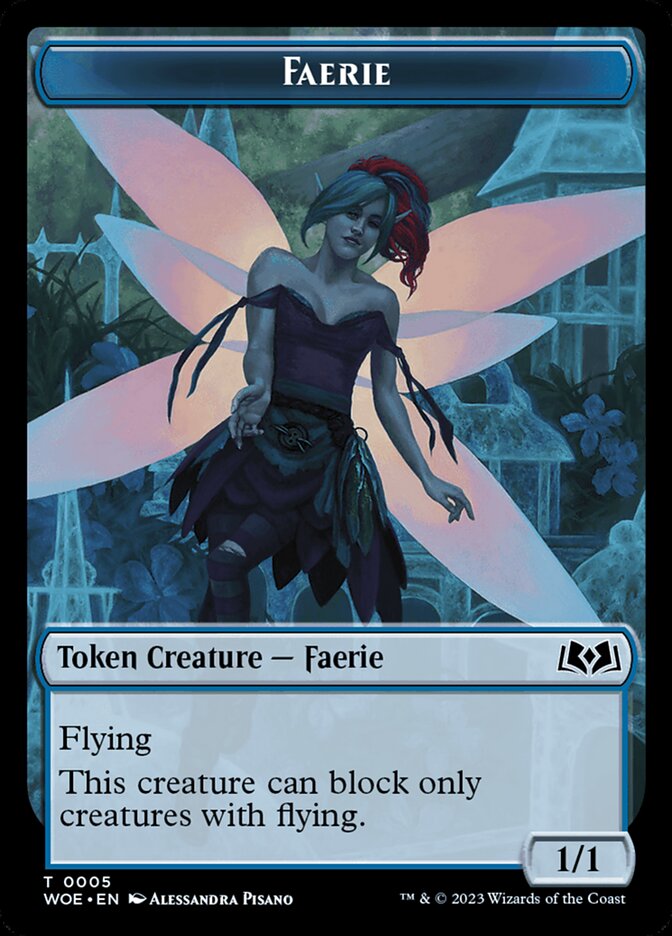 FAERIE
Token Creature — Faerie
Flying
This creature can block only
creatures with flying.
1/1
T 0005
WOE • EN ALESSANDRA PISANO
™ & © 2023 Wizards of the Coast